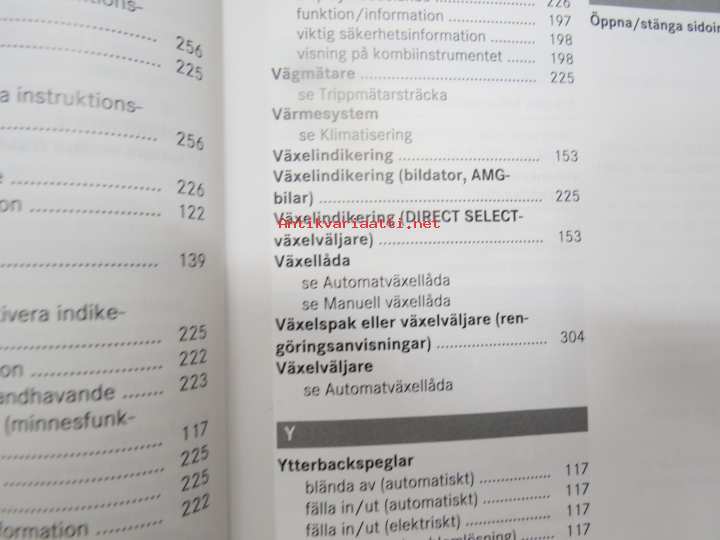 256
225
a instruktions-
256
226
on 122
139
ivera indike-
225
on 222
andhavande 223
(minnesfunk-
117
225
225
222
formation
226
funktion/information 197
viktig säkerhetsinformation 198
visning på kombiinstrumentet 198
Vägmätare 225
se Trippmätarsträcka
Värmesystem
se Klimatisering
Växelindikering 153
Växelindikering (bildator, AMG-
bilar) 225
Växelindikering (DIRECT SELECT-
Antikvariaatti.net
växelväljare) 153
Växellåda
se Automatväxellåda
se Manuell växellåda
Växelspak eller växelväljare (ren-
göringsanvisningar) 304
Växelväljare
se Automatväxellåda
Y
Ytterbackspeglar
blända av (automatiskt) 117
fälla in/ut (automatiskt) 117
fälla in/ut (elektriskt) 117
117
Öppna/stänga